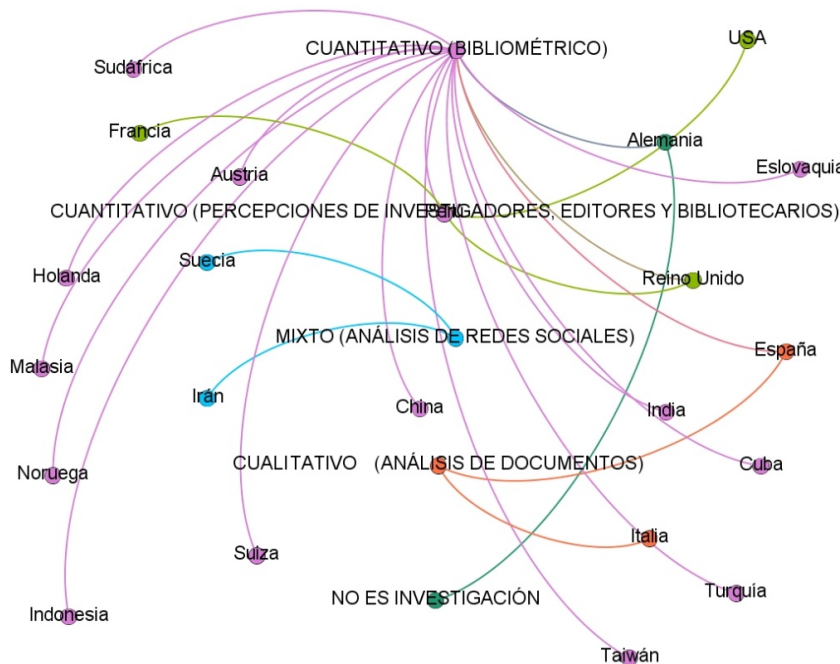 USA
CUANTITATIVO (BIBLIOMÉTRICO)
Sudáfrica
Francia
Alemania
Eslovaquia
Austria
CUANTITATIVO (PERCEPCIONES DE INVESTIGADORES, EDITORES Y BIBLIOTECARIOS)
Perú
Suecia
Holanda
Reino Unido
MIXTO (ANÁLISIS DE REDES SOCIALES)
España
Malasia
Irán
China
India
CUALITATIVO (ANÁLISIS DE DOCUMENTOS)
Cuba
Noruega
Italia
Suiza
Turquía
NO ES INVESTIGACIÓN
Indonesia
Taiwán